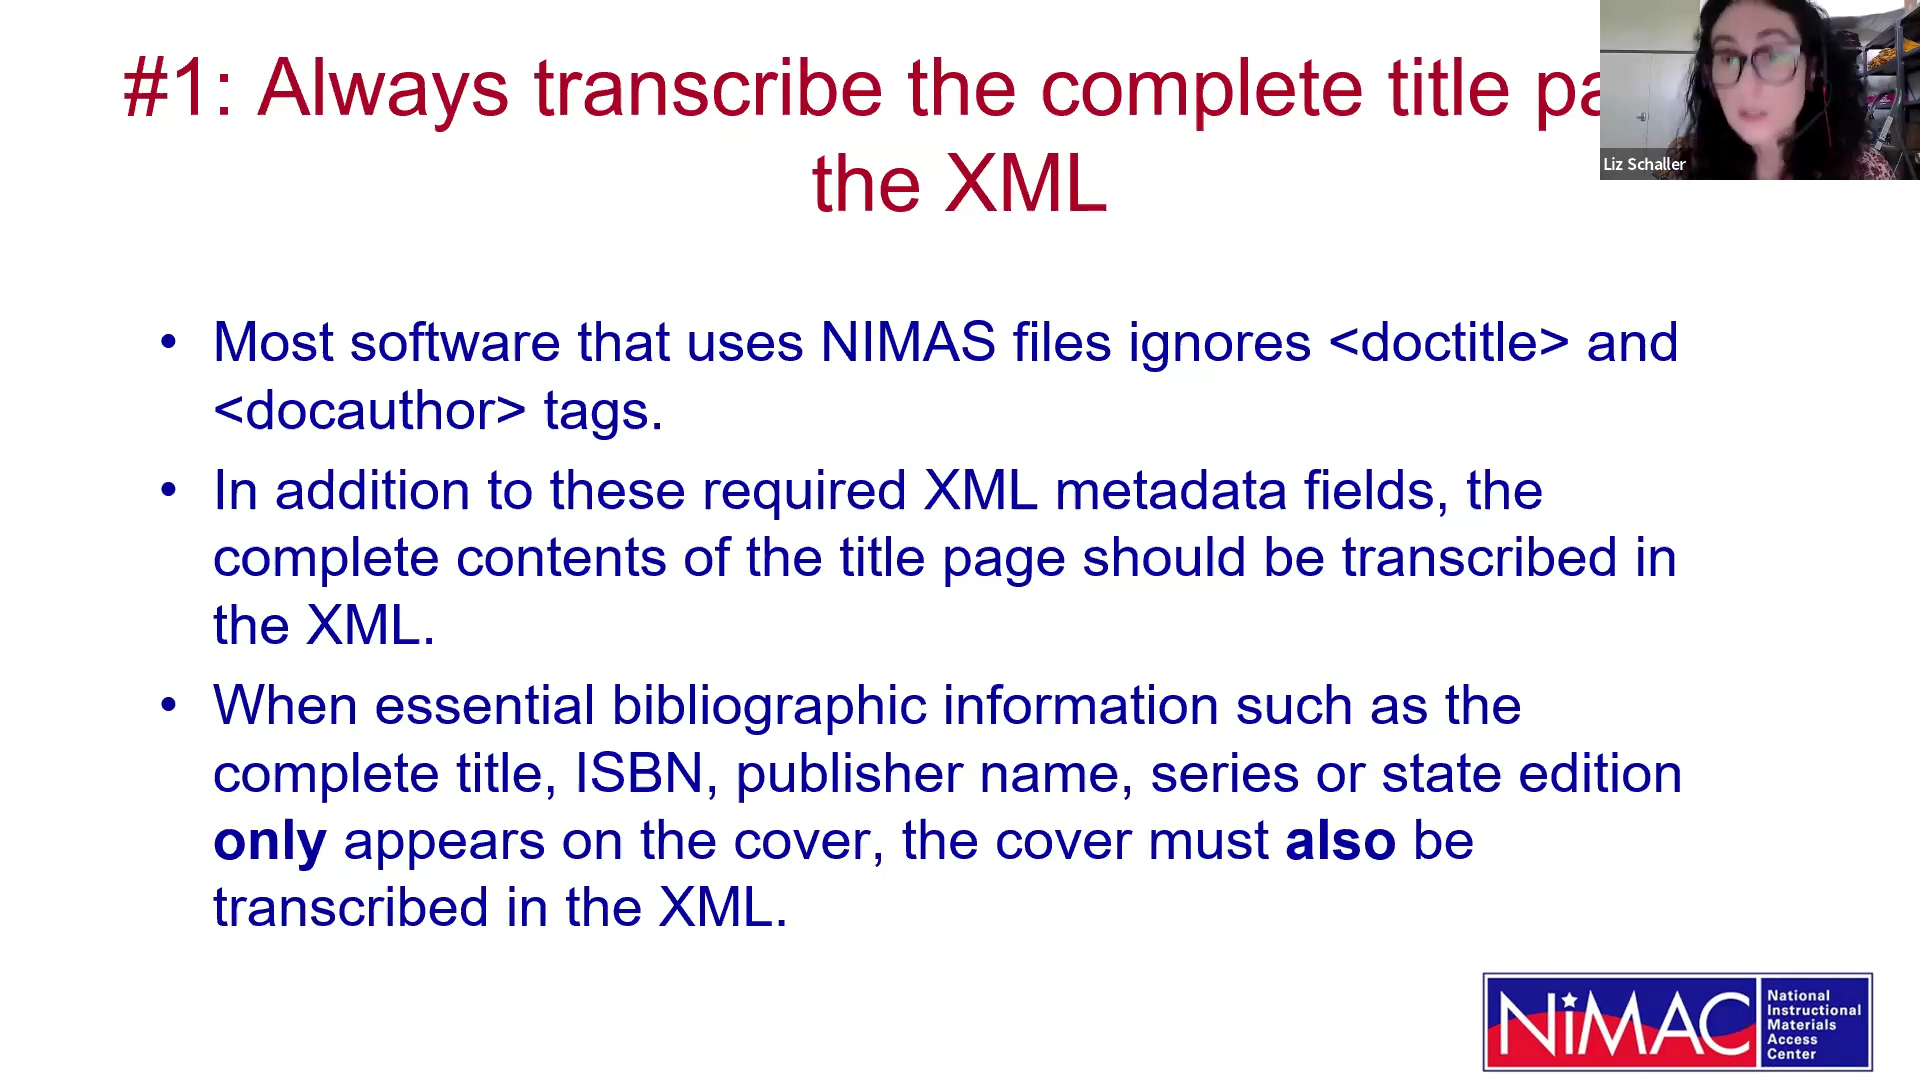 #1: Always transcribe the complete title
the XML
Liz Schaller
• Most software that uses NIMAS files ignores <doctitle> and
<docauthor> tags.
• In addition to these required XML metadata fields, the
complete contents of the title page should be transcribed in
the XML.
• When essential bibliographic information such as the
complete title, ISBN, publisher name, series or state edition
only appears on the cover, the cover must also be
transcribed in the XML.
NIMAC
National
Instructional
Materials
Access
Center